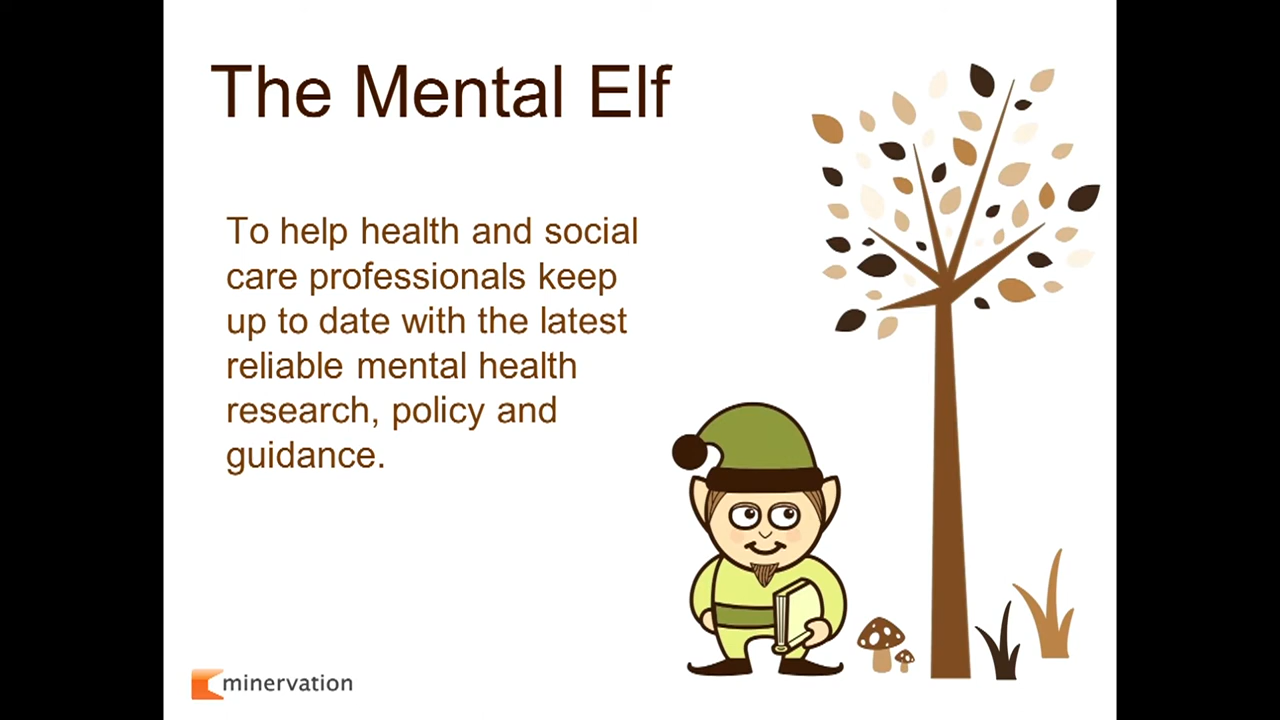 The Mental Elf
To help health and social
care professionals keep
up to date with the latest
reliable mental health
research, policy and
guidance.
minervation